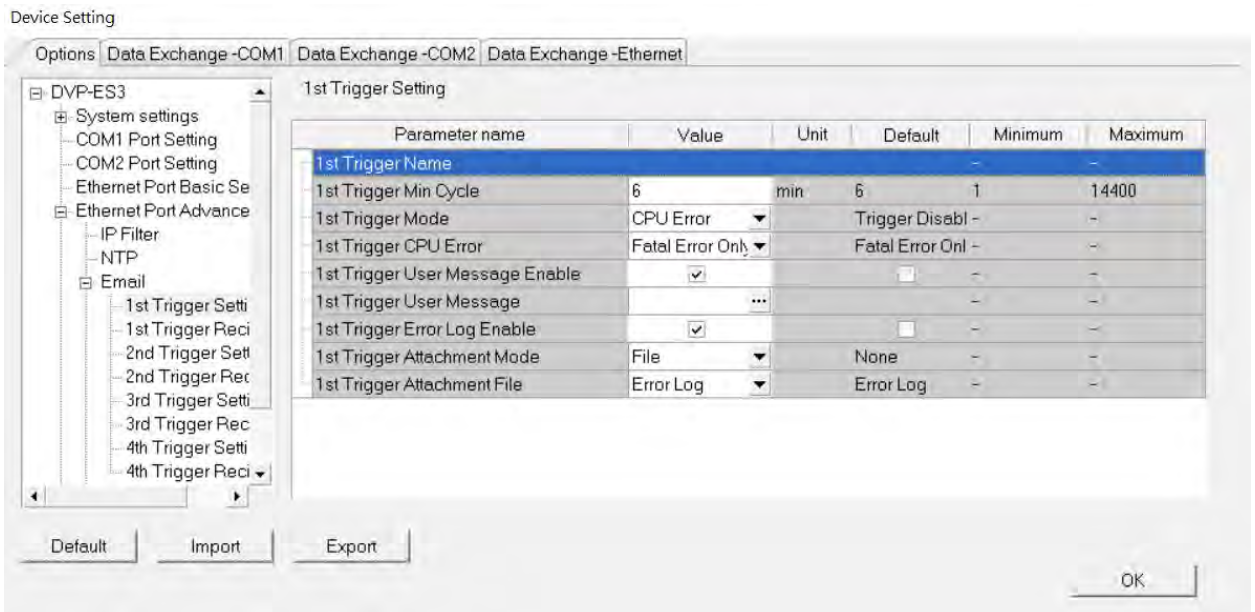 Device Setting
Options Data Exchange -COM1 Data Exchange -COM2 Data Exchange -Ethernet
DVP-ES3
System settings
COM1 Port Setting
COM2 Port Setting
Ethernet Port Basic Se
Ethernet Port Advance
IP Filter
NTP
Email
1st Trigger Setti
1st Trigger Reci
2nd Trigger Sett
2nd Trigger Rec
3rd Trigger Setti
3rd Trigger Rec
4th Trigger Setti
4th Trigger Reci
1st Trigger Setting
Parameter name Value Unit Default Minimum Maximum
1st Trigger Name - -
1st Trigger Min Cycle 6 min 6 1 14400
1st Trigger Mode CPU Error Trigger Disabl - -
1st Trigger CPU Error Fatal Error Only Fatal Error Onl - -
1st Trigger User Message Enable - -
1st Trigger User Message ... - -
1st Trigger Error Log Enable - -
1st Trigger Attachment Mode File None - -
1st Trigger Attachment File Error Log Error Log - -
Default Import Export
OK